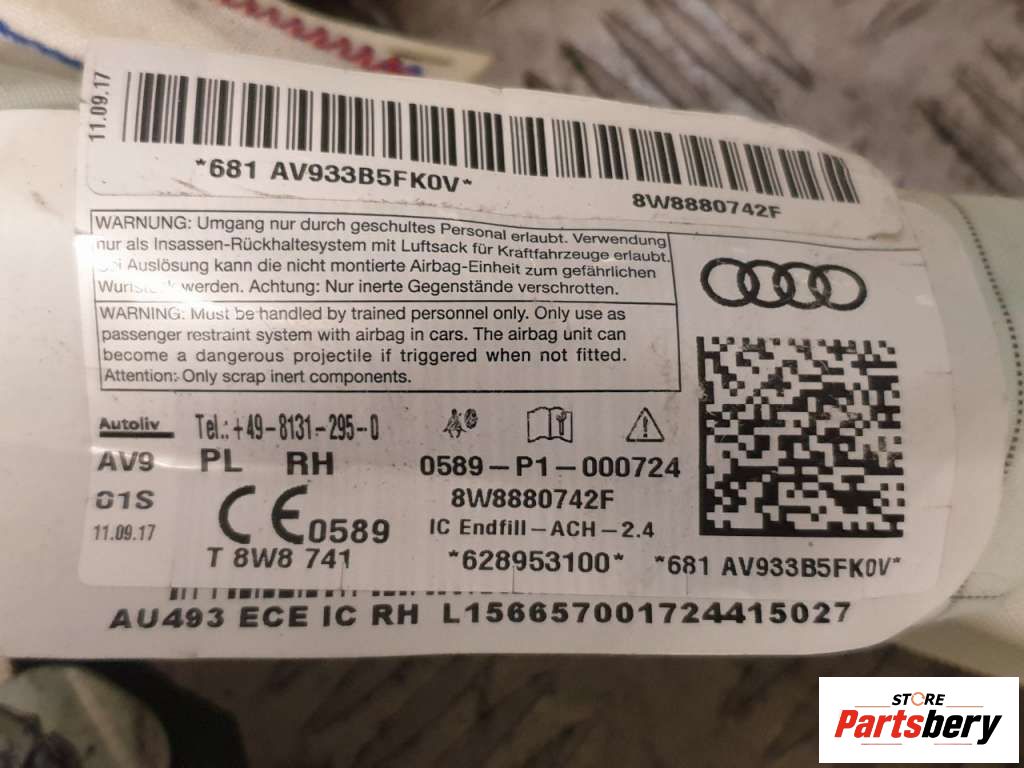 11.09.17
*681 AV933B5FK0V*
8W8880742F
WARNUNG: Umgang nur durch geschultes Personal erlaubt. Verwendung
nur als Insassen-Rückhaltesystem mit Luftsack für Kraftfahrzeuge erlaubt.
Auslösung kann die nicht montierte Airbag-Einheit zum gefährlichen
werden. Achtung: Nur inerte Gegenstände verschrotten.
WARNING: Must be handled by trained personnel only. Only use as
passenger restraint system with airbag in cars. The airbag unit can
become a dangerous projectile if triggered when not fitted.
Attention: Only scrap inert components.
Autoliv Tel.: +49-8131-295-0
AV9 PL RH 0589-P1-000724
01S CE 0589 8W8880742F
11.09.17 IC Endfill-ACH-2.4
T 8W8 741 *628953100* *681 AV933B5FK0V*
AU493 ECE IC RH L156657001724415027
STORE
Partsbery